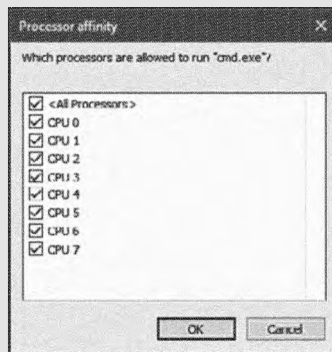 Processor affinity
Which processors are allowed to run "cmd.exe"?
<All Processors>
CPU 0
CPU 1
CPU 2
CPU 3
CPU 4
CPU 5
CPU 6
CPU 7
OK
Cancel